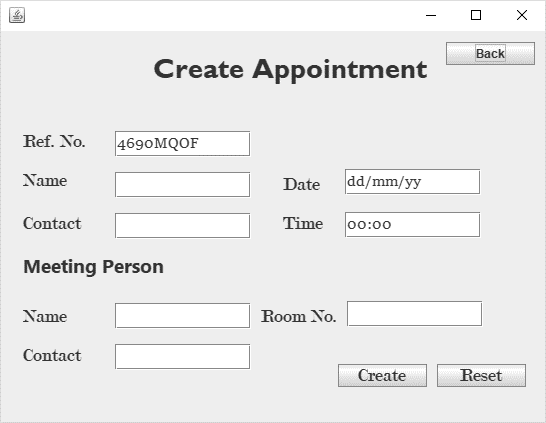 Back
Create Appointment
Ref. No. 4690MQOF
Name
Date dd/mm/yy
Contact
Time 00:00
Meeting Person
Name
Room No.
Contact
Create Reset